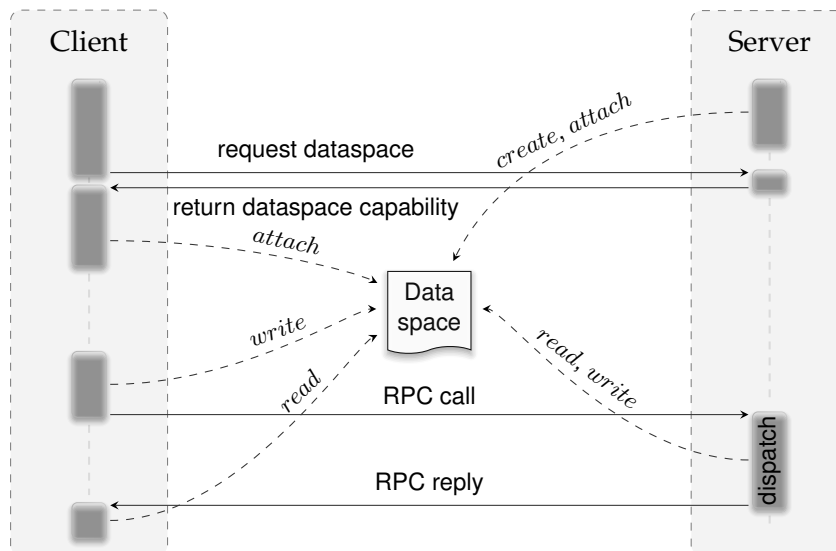 Client
Server
create, attach
request dataspace
return dataspace capability
attach
Data
space
write
read, write
read
RPC call
dispatch
RPC reply